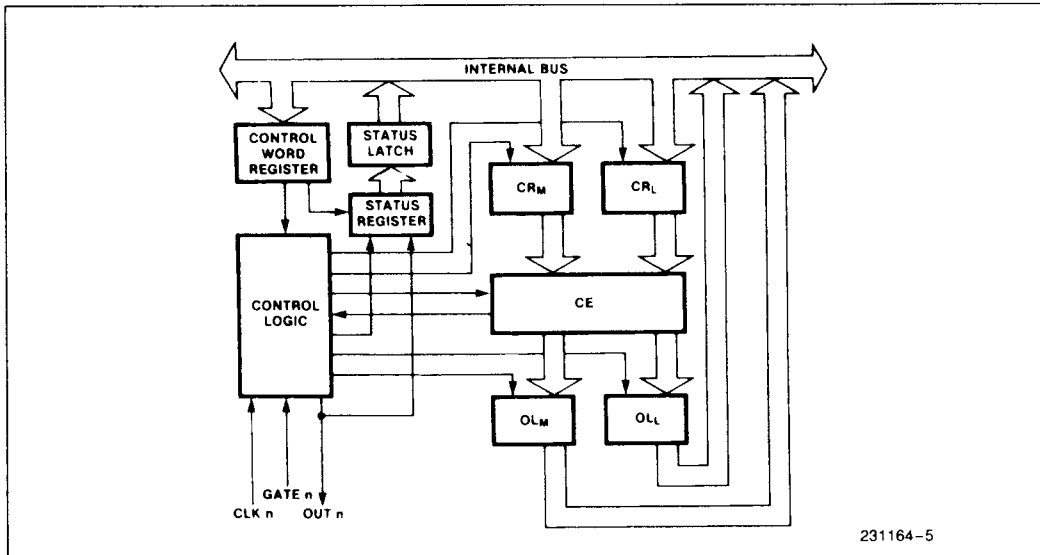 INTERNAL BUS
CONTROL
WORD
REGISTER
STATUS
LATCH
STATUS
REGISTER
CRM
CRL
CONTROL
LOGIC
CE
OLM
OLL
GATE n
CLK n OUT n
231164-5